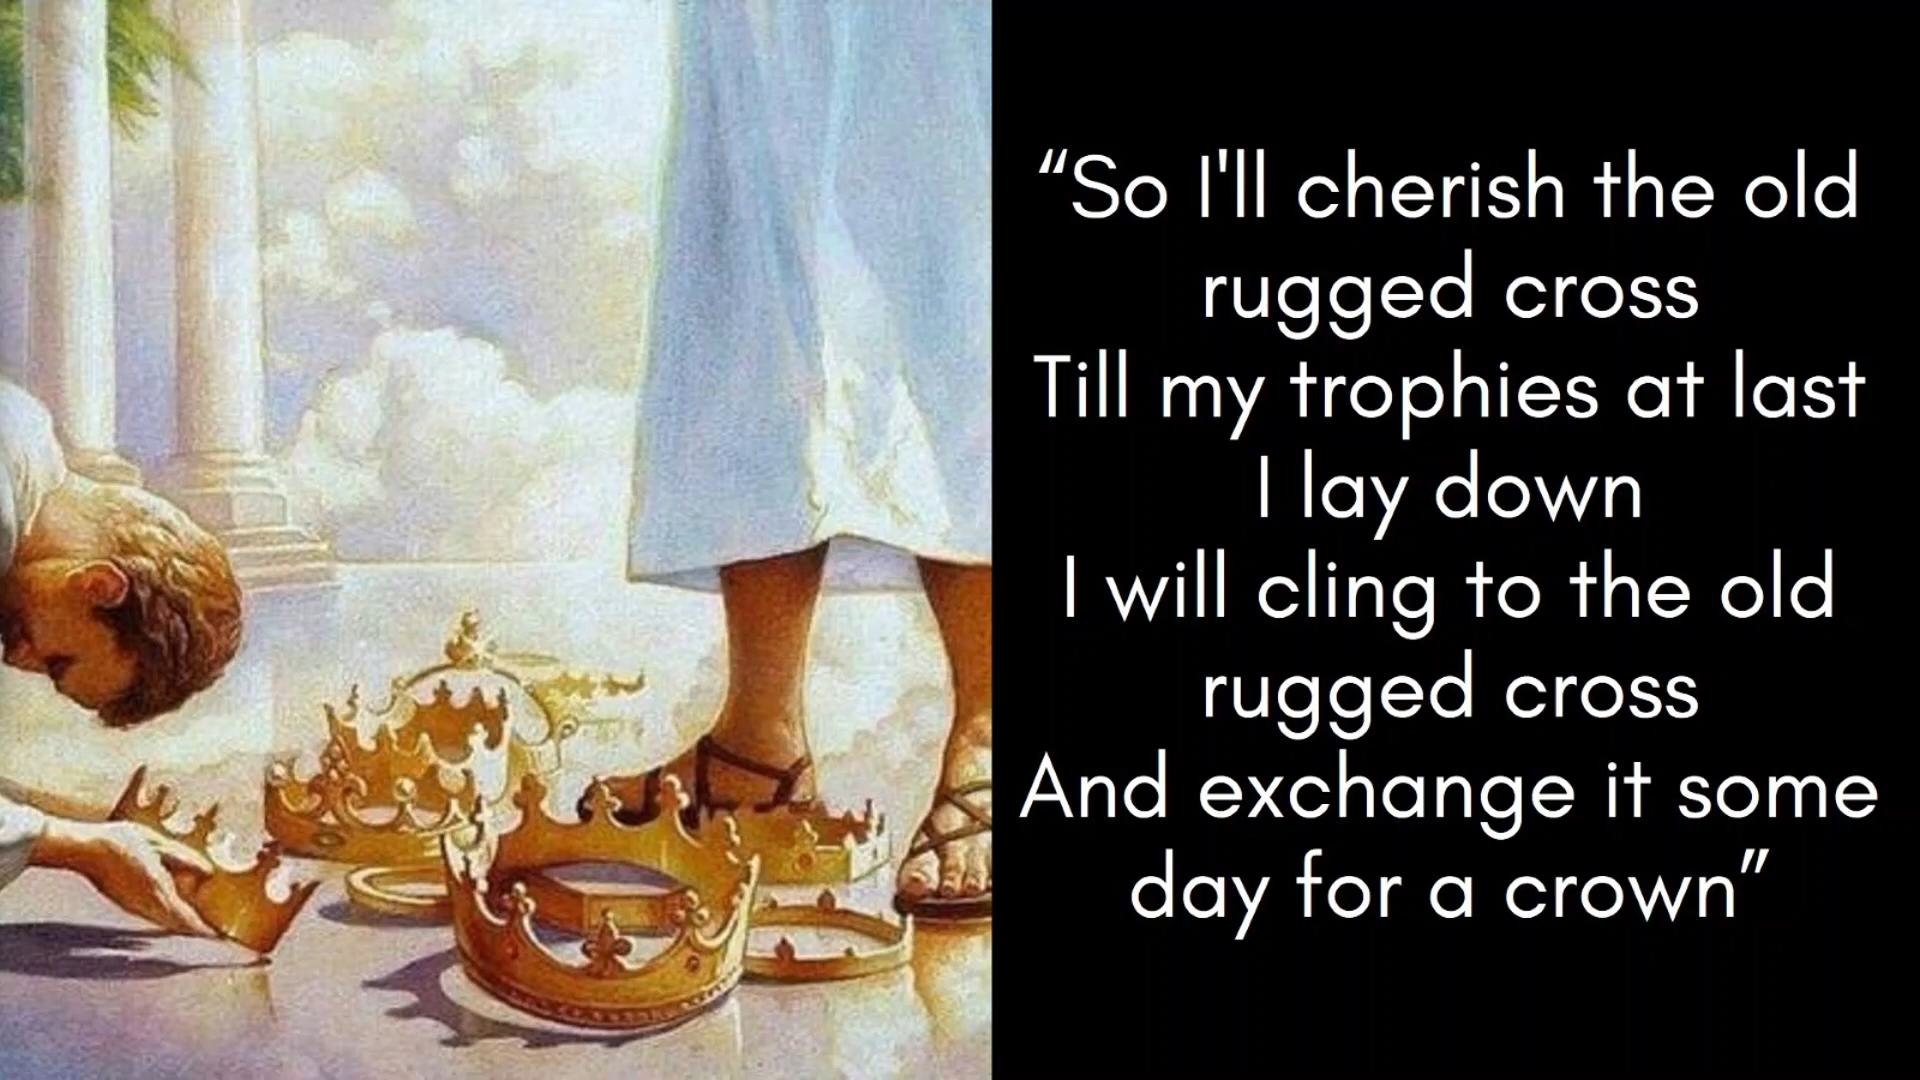 “So I'll cherish the old
rugged cross
Till my trophies at last
I lay down
I will cling to the old
rugged cross
And exchange it some
day for a crown”